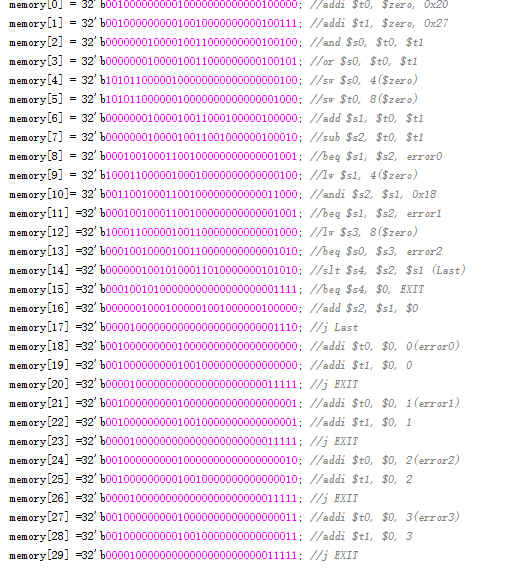 memory[0] = 32'b00100000000010000000000000100000; //addi $t0, $zero, 0x20
memory[1] = 32'b00100000000010010000000000100111; //addi $t1, $zero, 0x27
memory[2] = 32'b00000001000010011000000000100100; //and $s0, $t0, $t1
memory[3] = 32'b00000001000010011000000000100101; //or $s0, $t0, $t1
memory[4] = 32'b10101100000100000000000000000100; //sw $s0, 4($zero)
memory[5] = 32'b10101100000010000000000000001000; //sw $t0, 8($zero)
memory[6] = 32'b00000001000010011000100000100000; //add $s1, $t0, $t1
memory[7] = 32'b00000001000010011001000000100010; //sub $s2, $t0, $t1
memory[8] = 32'b00010010001100100000000000001001; //beq $s1, $s2, error0
memory[9] = 32'b10001100000100010000000000000100; //lw $s1, 4($zero)
memory[10]= 32'b00110010001100100000000000011000; //andi $s2, $s1, 0x18
memory[11] =32'b00010010001100100000000000001001; //beq $s1, $s2, error1
memory[12] =32'b10001100000100110000000000001000; //lw $s3, 8($zero)
memory[13] =32'b00010010000100110000000000001010; //beq $s0, $s3, error2
memory[14] =32'b00000010010100011010000000101010; //slt $s4, $s2, $s1 (Last)
memory[15] =32'b00010010100000000000000000001111; //beq $s4, $0, EXIT
memory[16] =32'b00000010001000001001000000100000; //add $s2, $s1, $0
memory[17] =32'b00001000000000000000000000001110; //j Last
memory[18] =32'b00100000000010000000000000000000; //addi $t0, $0, 0(error0)
memory[19] =32'b00100000000010010000000000000000; //addi $t1, $0, 0
memory[20] =32'b00001000000000000000000000011111; //j EXIT
memory[21] =32'b00100000000010000000000000000001; //addi $t0, $0, 1(error1)
memory[22] =32'b00100000000010010000000000000001; //addi $t1, $0, 1
memory[23] =32'b00001000000000000000000000011111; //j EXIT
memory[24] =32'b00100000000010000000000000000010; //addi $t0, $0, 2(error2)
memory[25] =32'b00100000000010010000000000000010; //addi $t1, $0, 2
memory[26] =32'b00001000000000000000000000011111; //j EXIT
memory[27] =32'b00100000000010000000000000000011; //addi $t0, $0, 3(error3)
memory[28] =32'b00100000000010010000000000000011; //addi $t1, $0, 3
memory[29] =32'b00001000000000000000000000011111; //j EXIT